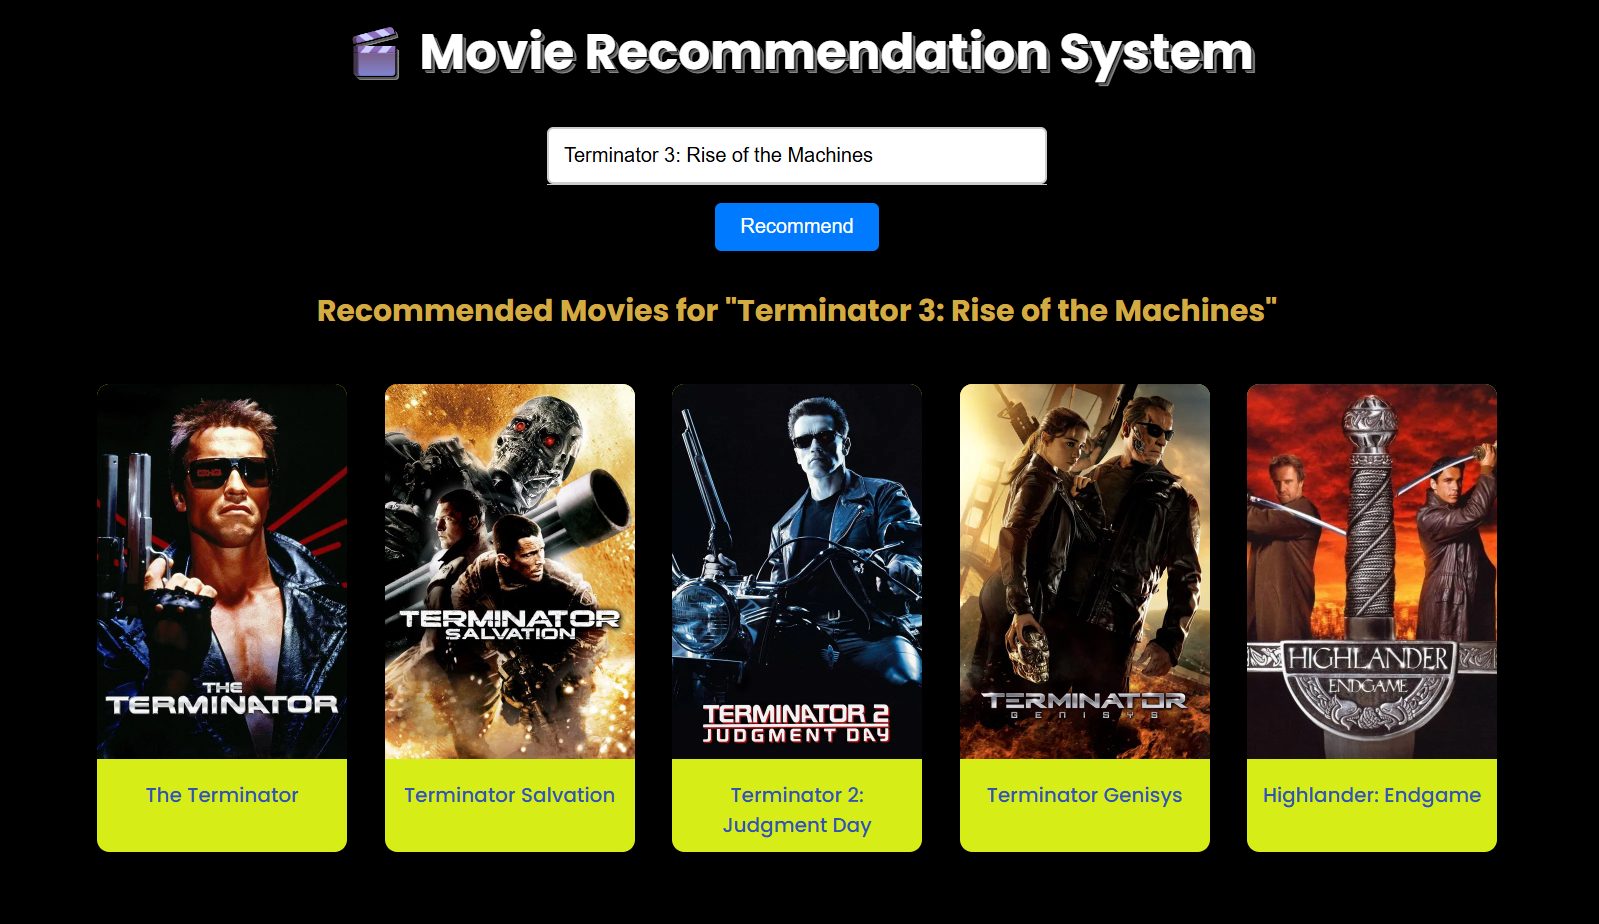 🎬 Movie Recommendation System
Terminator 3: Rise of the Machines
Recommend
Recommended Movies for "Terminator 3: Rise of the Machines"
THE
TERMINATOR
The Terminator
TERMINATOR
SALVATION
Terminator Salvation
TERMINATOR 2
JUDGMENT DAY
Terminator 2:
Judgment Day
TERMINATOR
GENISYS
Terminator Genisys
HIGHLANDER
ENDGAME
Highlander: Endgame